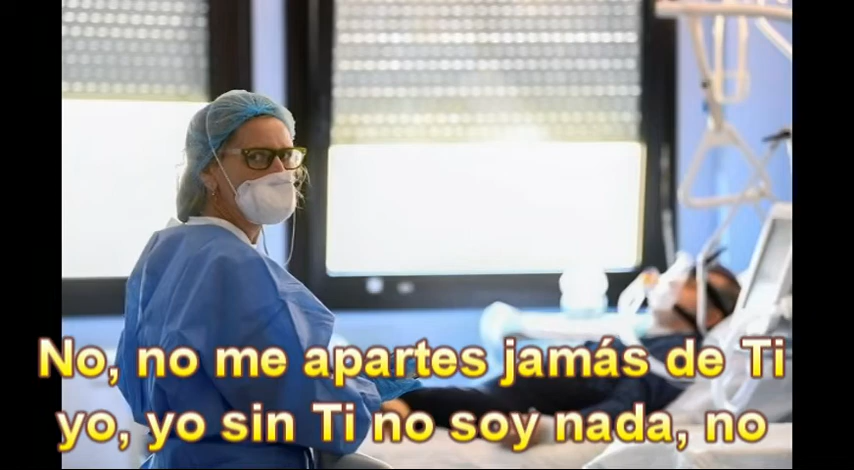 No, no me apartes jamás de Ti
yo, yo sin Ti no soy nada, no